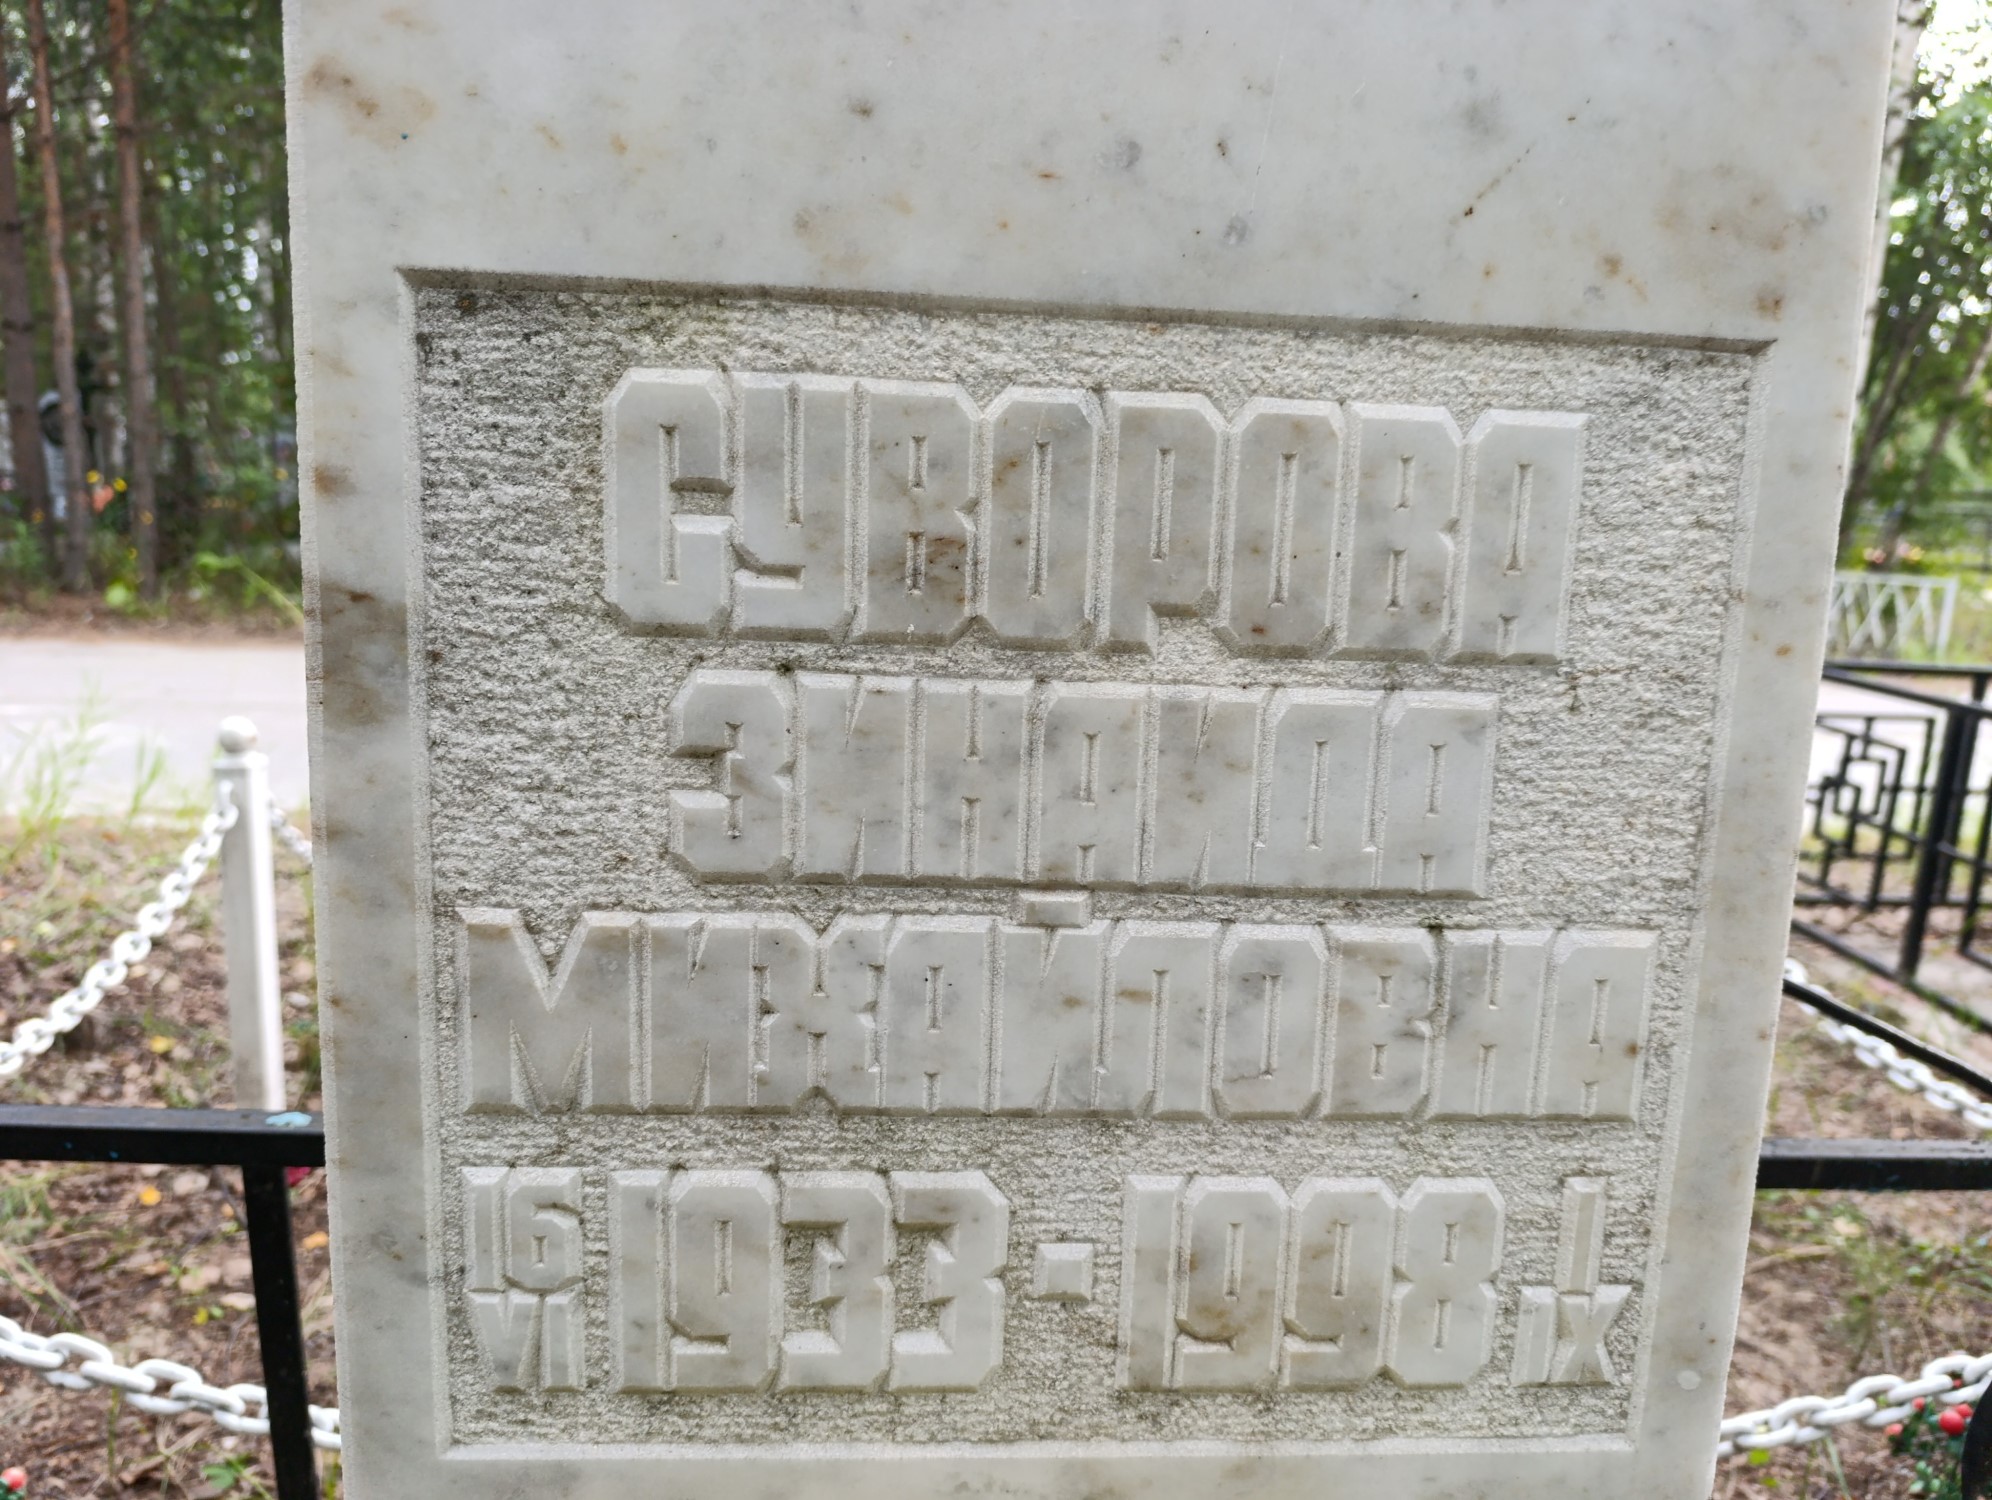 СУВОРОВА
ЗИНАИДА
МИХАЙЛОВНА
16 VI 1933 - 1998 I IX